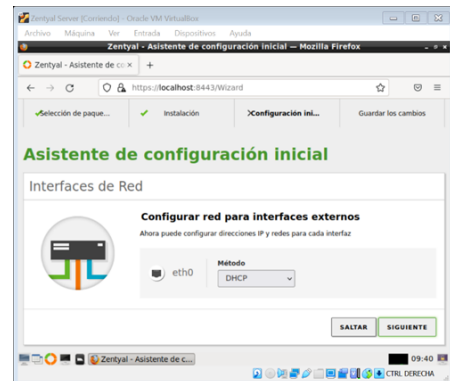 Zentyal Server [Corriendo] - Oracle VM VirtualBox
Archivo Máquina Ver Entrada Dispositivos Ayuda
Zentyal - Asistente de configuración inicial — Mozilla Firefox
Zentyal - Asistente de co
https://localhost:8443/Wizard
Selección de paque... Instalación Configuración ini... Guardar los cambios
Asistente de configuración inicial
Interfaces de Red
Configurar red para interfaces externos
Ahora puede configurar direcciones IP y redes para cada interfaz
Método
eth0 DHCP
SALTAR SIGUIENTE
Zentyal - Asistente de c... 09:40
CTRL DERECHA